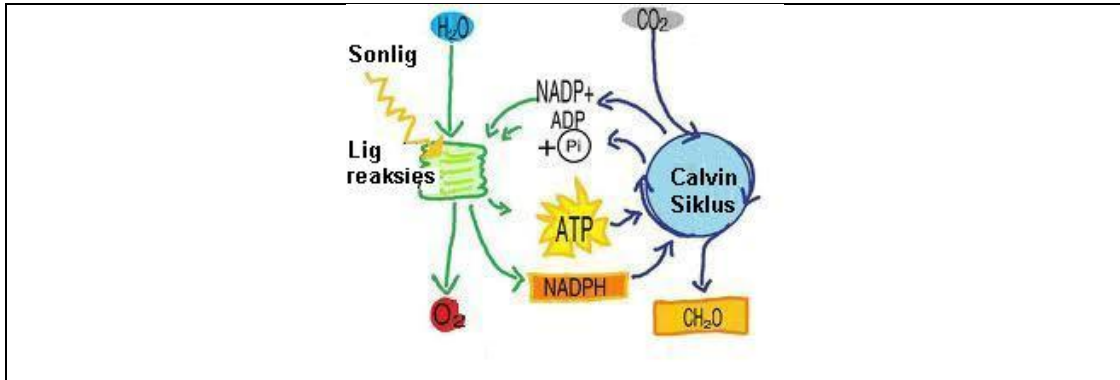 H₂O
CO₂
Sonlig
NADP+
ADP
+ Pi
Lig
reaksies
Calvin
Siklus
ATP
NADPH
O₂
CH₂O